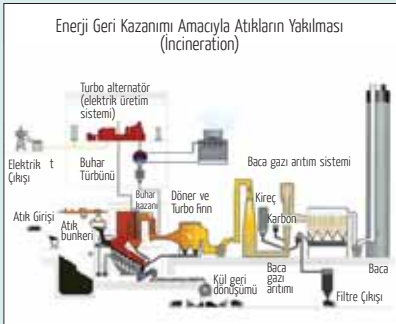 Enerji Geri Kazanımı Amacıyla Atıkların Yakılması
(İncineration)
Turbo alternatör
(elektrik üretim
sistemi)
Elektrik t
Çıkışı
Buhar
Türbünü
Baca gazı arıtım sistemi
Buhar
kazanı
Döner ve
Turbo Fırın
Kireç
Karbon
Atık Girişi
Atık
bunkeri
Kül geri
dönüşümü
Baca
gazı
arıtımı
Filtre Çıkışı
Baca